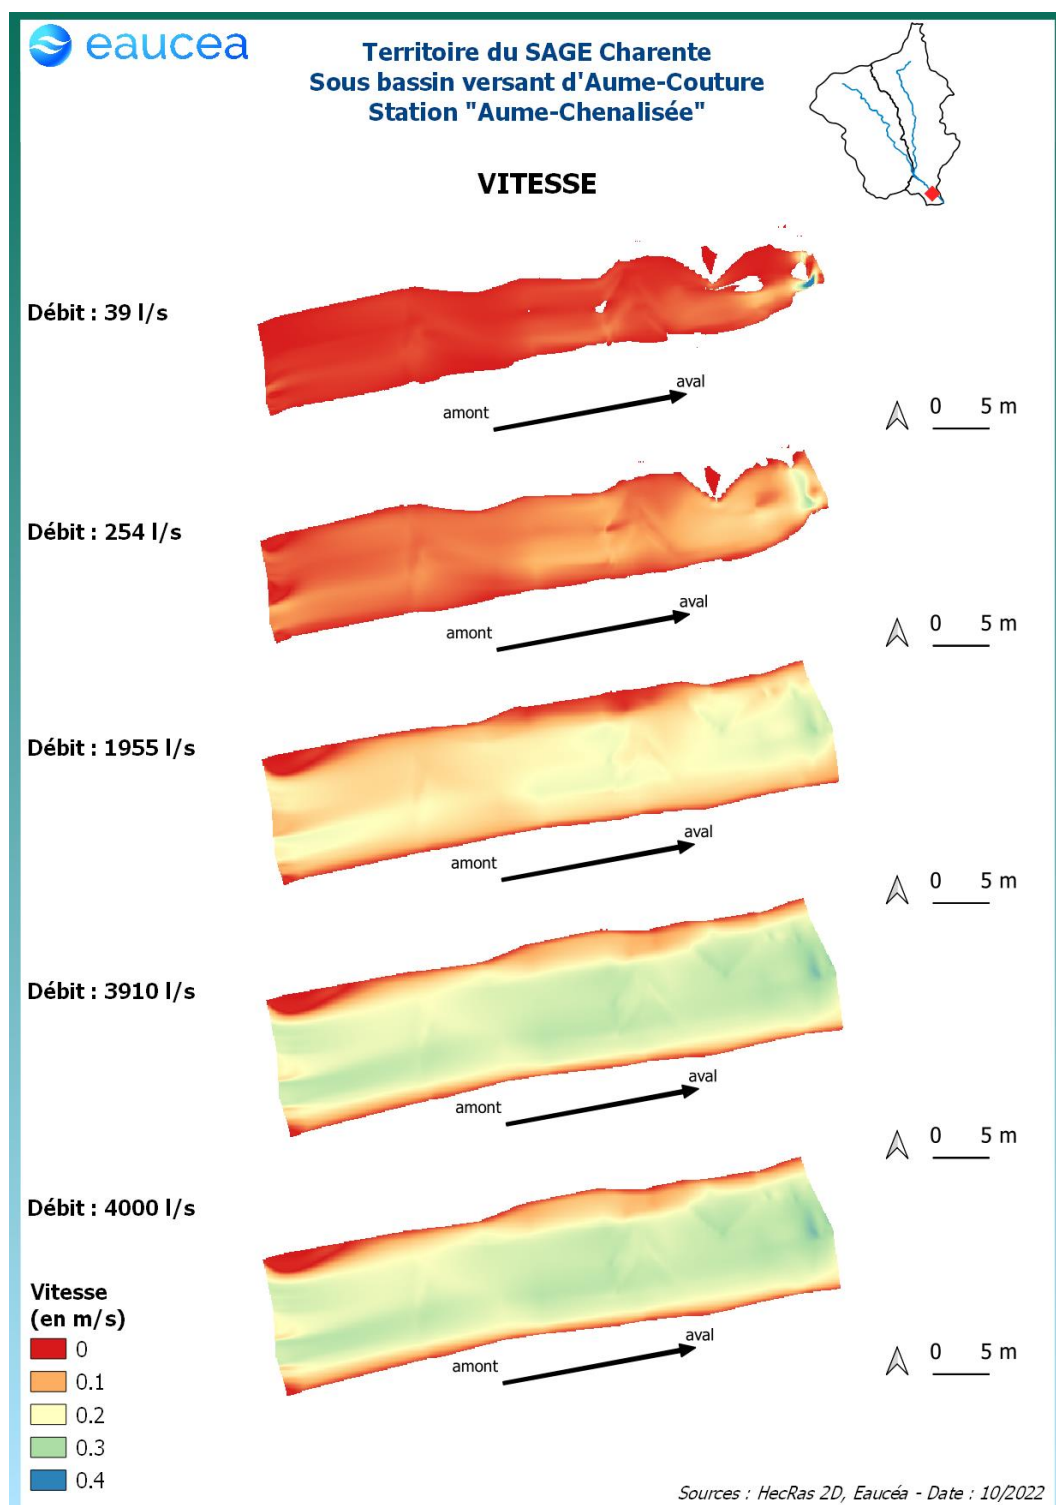 eaucea
Territoire du SAGE Charente
Sous bassin versant d'Aume-Couture
Station "Aume-Chenalisée"
VITESSE
Débit : 39 l/s
amont
aval
0 5 m
Débit : 254 l/s
amont
aval
0 5 m
Débit : 1955 l/s
amont
aval
0 5 m
Débit : 3910 l/s
amont
aval
0 5 m
Débit : 4000 l/s
amont
aval
0 5 m
Vitesse
(en m/s)
0
0.1
0.2
0.3
0.4
Sources : HecRas 2D, Eaucéa - Date : 10/2022